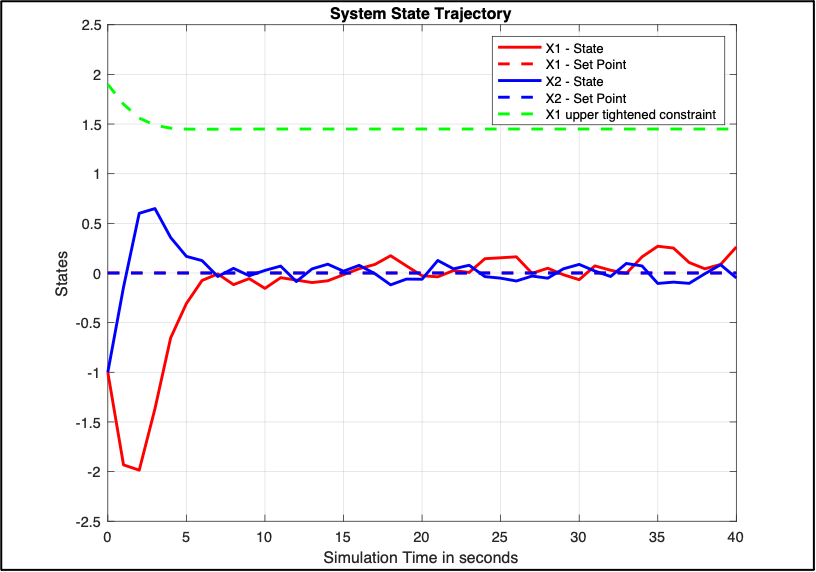 System State Trajectory
2.5
2
1.5
1
0.5
0
-0.5
-1
-1.5
-2
-2.5
States
X1 - State
X1 - Set Point
X2 - State
X2 - Set Point
X1 upper tightened constraint
0 5 10 15 20 25 30 35 40
Simulation Time in seconds